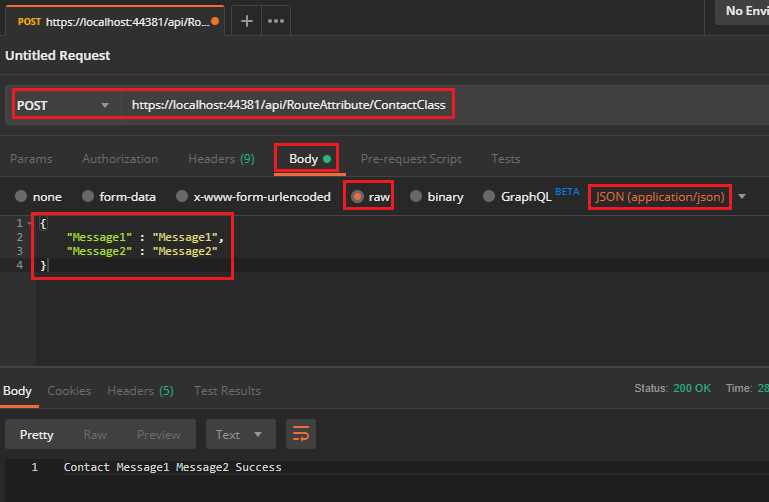 POST https://localhost:44381/api/Ro... + ••• No Envi
Untitled Request
POST https://localhost:44381/api/RouteAttribute/ContactClass
Params Authorization Headers (9) Body Pre-request Script Tests
none form-data x-www-form-urlencoded raw binary GraphQL BETA JSON (application/json)
1 {
2 "Message1" : "Message1",
3 "Message2" : "Message2"
4 }
Body Cookies Headers (5) Test Results Status: 200 OK Time: 28
Pretty Raw Preview Text
1 Contact Message1 Message2 Success